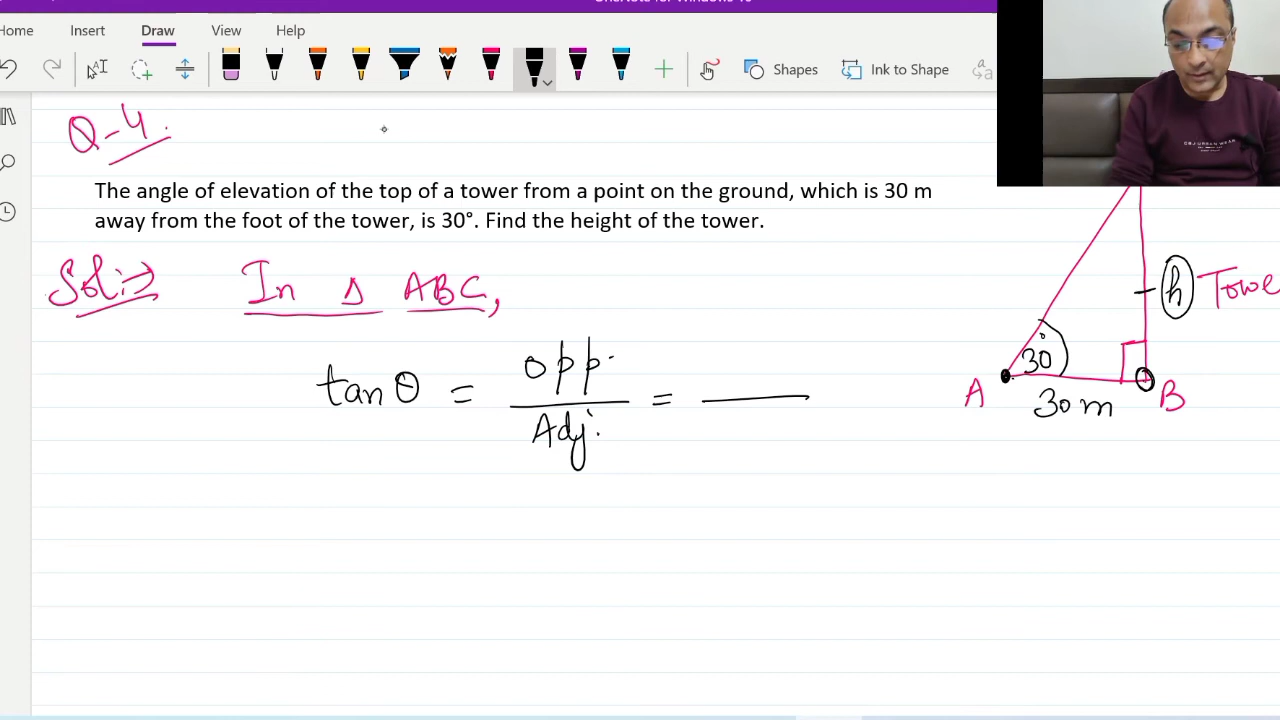 Home Insert Draw View Help
Shapes Ink to Shape
Q-4.
The angle of elevation of the top of a tower from a point on the ground, which is 30 m
away from the foot of the tower, is 30°. Find the height of the tower.
Sol:⇒ In Δ ABC,
tan θ = opp. / Adj. =
h Towe
30°
A 30 m B